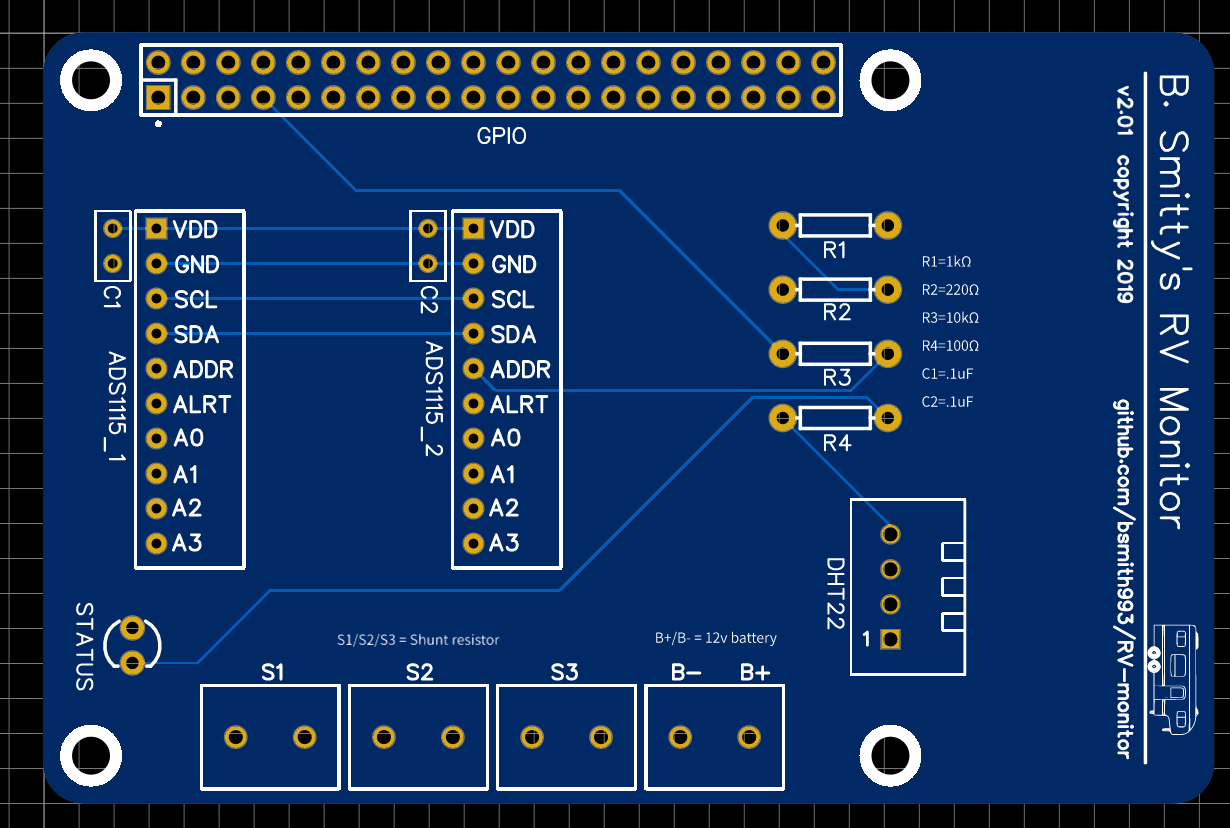 GPIO
VDD
GND
SCL
SDA
ADDR
ALRT
A0
A1
A2
A3
C1
ADS1115_1
VDD
GND
SCL
SDA
ADDR
ALRT
A0
A1
A2
A3
C2
ADS1115_2
R1
R2
R3
R4
R1=1kΩ
R2=220Ω
R3=10kΩ
R4=100Ω
C1=.1uF
C2=.1uF
DHT22
1
STATUS
S1/S2/S3 = Shunt resistor
B+/B- = 12v battery
S1
S2
S3
B-
B+
B. Smitty's RV Monitor
v2.01 copyright 2019
github.com/bsmith993/RV-monitor